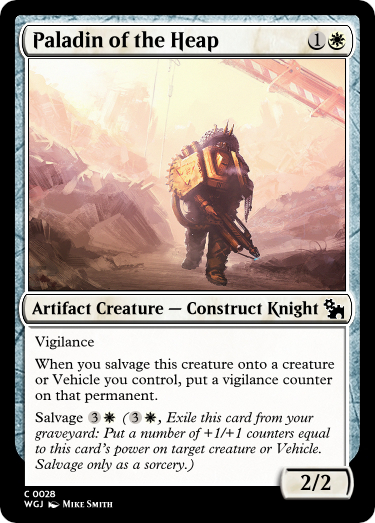 Paladin of the Heap 1
Artifact Creature — Construct Knight
Vigilance
When you salvage this creature onto a creature
or Vehicle you control, put a vigilance counter
on that permanent.
Salvage 3 (3, Exile this card from your
graveyard: Put a number of +1/+1 counters equal
to this card's power on target creature or Vehicle.
Salvage only as a sorcery.)
2/2
C 0028
WGJ Mike Smith